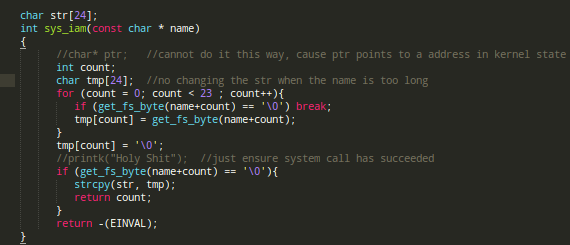 char str[24];
int sys_iam(const char * name)
{
//char* ptr;   //cannot do it this way, cause ptr points to a address in kernel state
int count;
char tmp[24];  //no changing the str when the name is too long
for (count = 0; count < 23 ; count++){
if (get_fs_byte(name+count) == '\0') break;
tmp[count] = get_fs_byte(name+count);
}
tmp[count] = '\0';
//printk("Holy Shit");  //just ensure system call has succeeded
if (get_fs_byte(name+count) == '\0'){
strcpy(str, tmp);
return count;
}
return -(EINVAL);
}